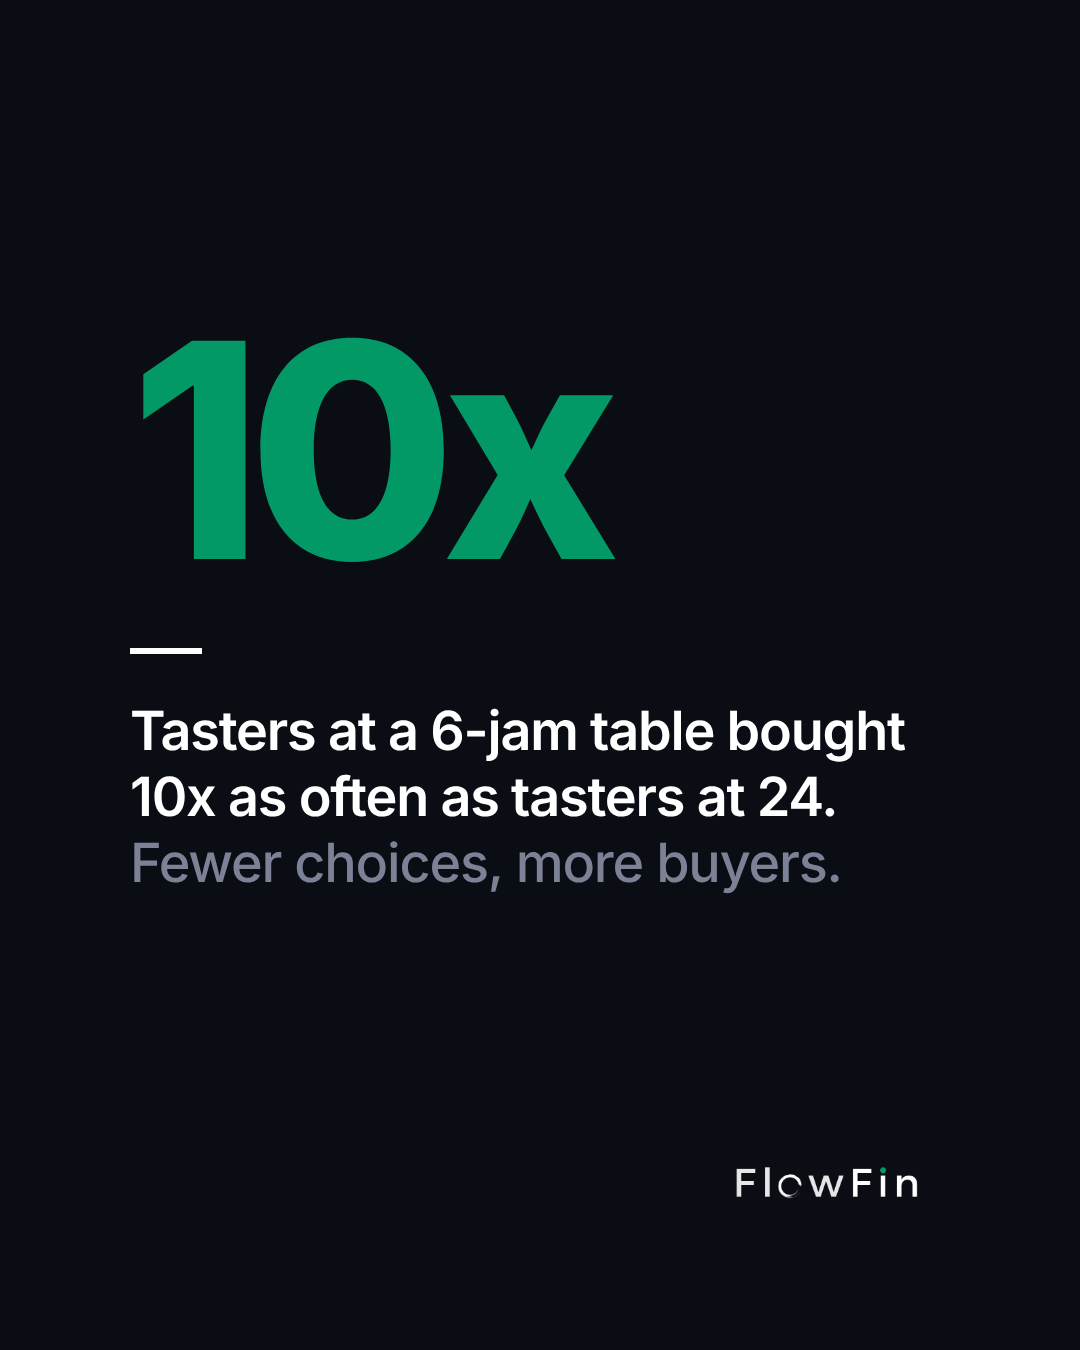 10x
Tasters at a 6-jam table bought
10x as often as tasters at 24.
Fewer choices, more buyers.
FlowFin